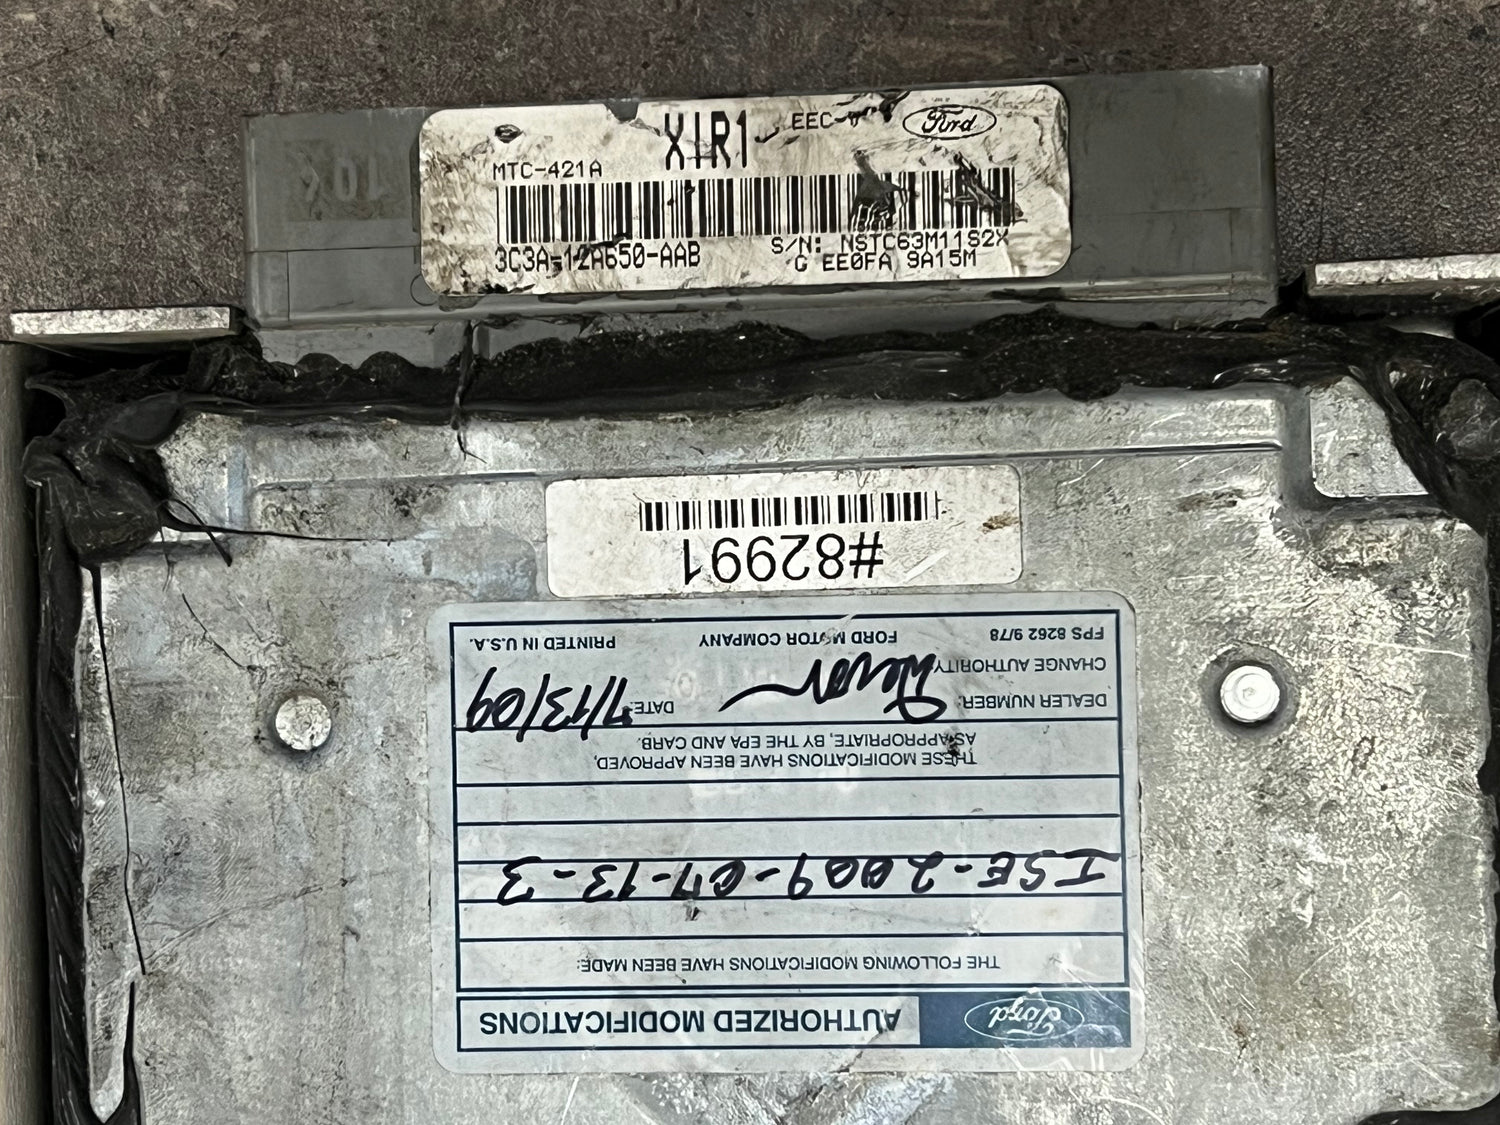 XIR1
EEC-V
Ford
MTC-421A
3C3A-12A650-AAB
S/N: NSTC63M11S2X
G EE0FA 9A15M
#82991
Ford
AUTHORIZED MODIFICATIONS
THE FOLLOWING MODIFICATIONS HAVE BEEN MADE:
ISE-2009-07-13-3
THESE MODIFICATIONS HAVE BEEN APPROVED,
AS APPROPRIATE, BY THE EPA AND CARB.
DEALER NUMBER:
DATE: 7/13/09
CHANGE AUTHORITY
FPS 8262 9/78
FORD MOTOR COMPANY
PRINTED IN U.S.A.